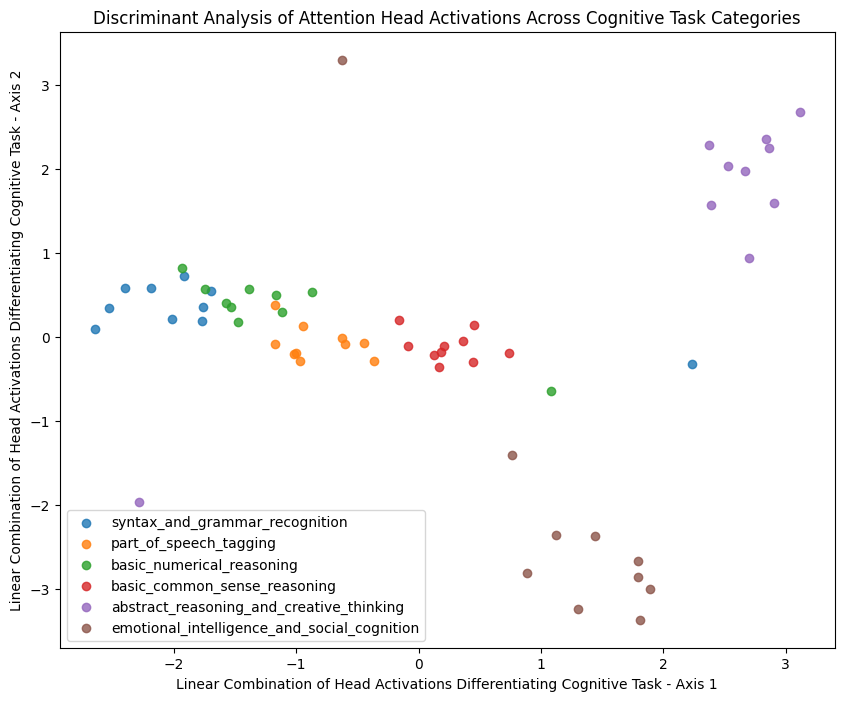 Discriminant Analysis of Attention Head Activations Across Cognitive Task Categories
Linear Combination of Head Activations Differentiating Cognitive Task - Axis 2
3
2
1
0
−1
−2
−3
syntax_and_grammar_recognition
part_of_speech_tagging
basic_numerical_reasoning
basic_common_sense_reasoning
abstract_reasoning_and_creative_thinking
emotional_intelligence_and_social_cognition
−2
−1
0
1
2
3
Linear Combination of Head Activations Differentiating Cognitive Task - Axis 1